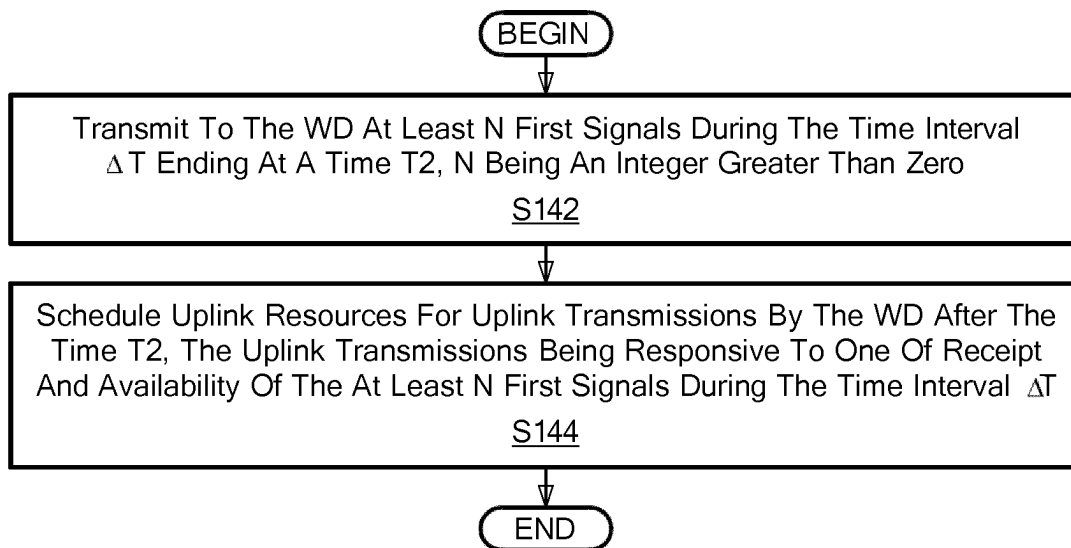 BEGIN
Transmit To The WD At Least N First Signals During The Time Interval
Δ T Ending At A Time T2, N Being An Integer Greater Than Zero
S142
Schedule Uplink Resources For Uplink Transmissions By The WD After The
Time T2, The Uplink Transmissions Being Responsive To One Of Receipt
And Availability Of The At Least N First Signals During The Time Interval ΔT
S144
END